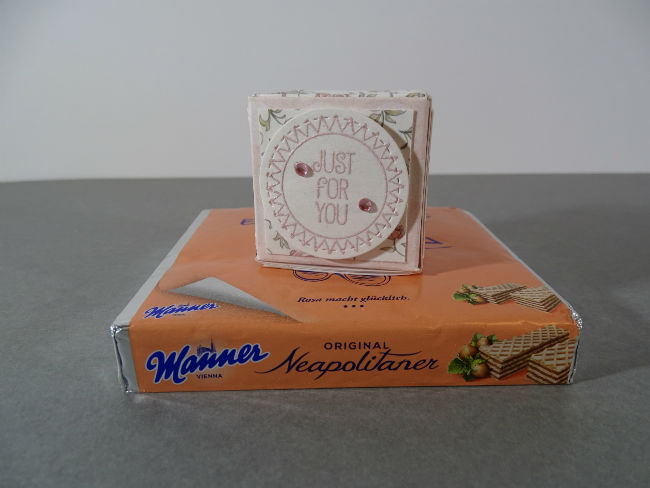 JUST
FOR
YOU
Rosa macht glücklich.
Manner
Manner
VIENNA
ORIGINAL
Neapolitaner